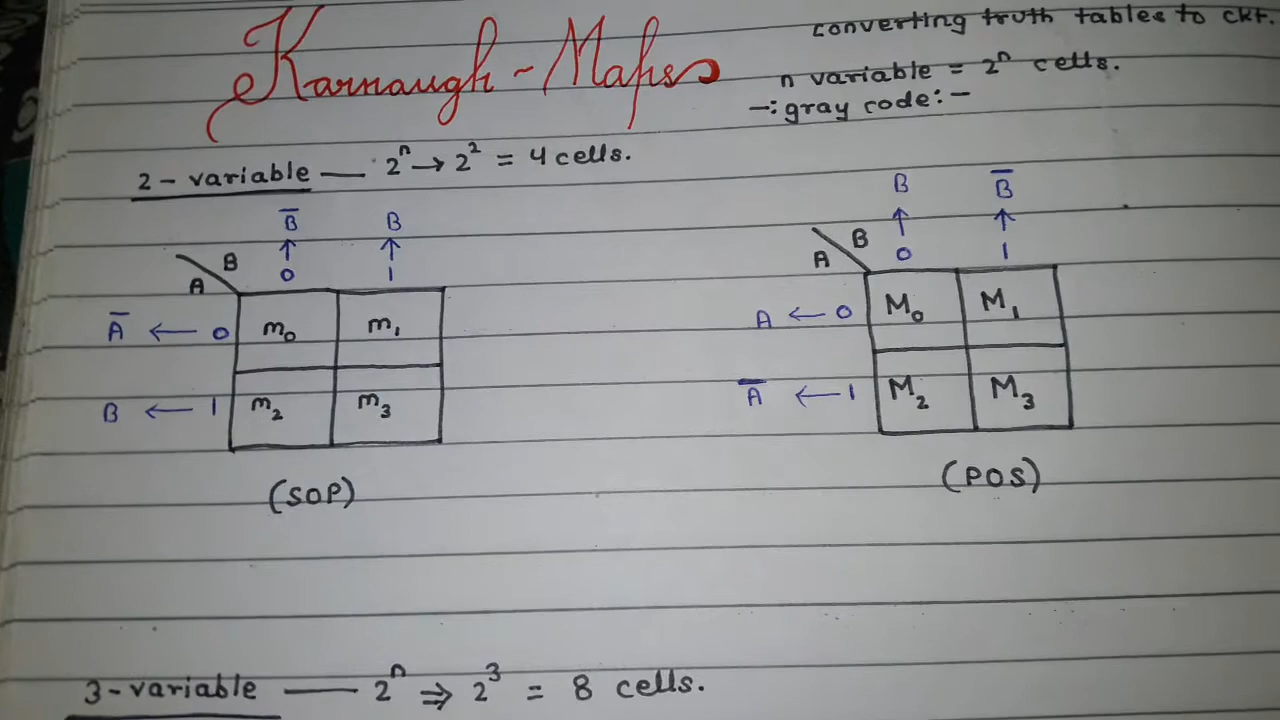 Karnaugh - Maps
converting truth tables to ckt.
n variable = 2ⁿ cells.
-: gray code: -
2 - variable — 2ⁿ → 2² = 4 cells.
B̅ B
↑ ↑
B 0 1
A
A̅ ← 0 m₀ m₁
B ← 1 m₂ m₃
(SOP)
B B̅
↑ ↑
B 0 1
A
A ← 0 M₀ M₁
A̅ ← 1 M₂ M₃
(POS)
3 - variable — 2ⁿ ⇒ 2³ = 8 cells.